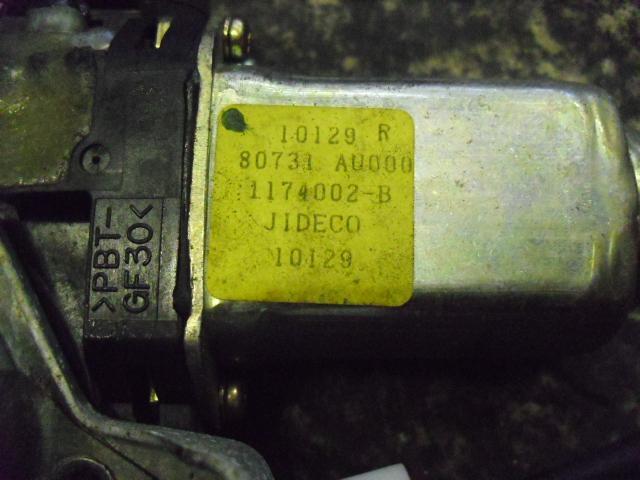 10129 R
80731 AU000
1174002-B
JIDECO
10129
>PBT-
GF30<